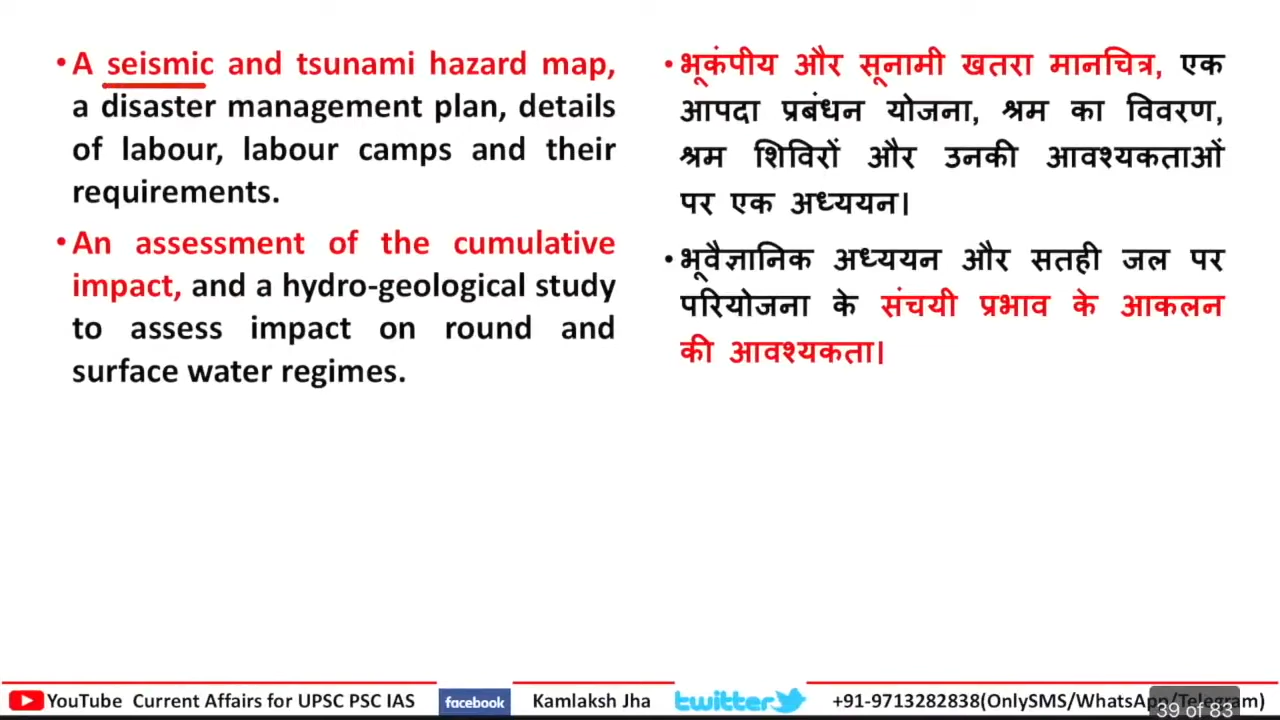 • A seismic and tsunami hazard map,
a disaster management plan, details
of labour, labour camps and their
requirements.
• An assessment of the cumulative
impact, and a hydro-geological study
to assess impact on round and
surface water regimes.
• भूकंपीय और सूनामी खतरा मानचित्र, एक
आपदा प्रबंधन योजना, श्रम का विवरण,
श्रम शिविरों और उनकी आवश्यकताओं
पर एक अध्ययन।
• भूवैज्ञानिक अध्ययन और सतही जल पर
परियोजना के संचयी प्रभाव के आकलन
की आवश्यकता।
YouTube Current Affairs for UPSC PSC IAS facebook Kamlaksh Jha twitter +91-9713282838(OnlySMS/WhatsApp/Telegram)
39 of 83